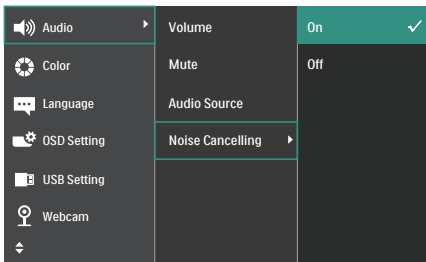 Audio
Color
Language
OSD Setting
USB Setting
Webcam
Volume
Mute
Audio Source
Noise Cancelling
On
Off